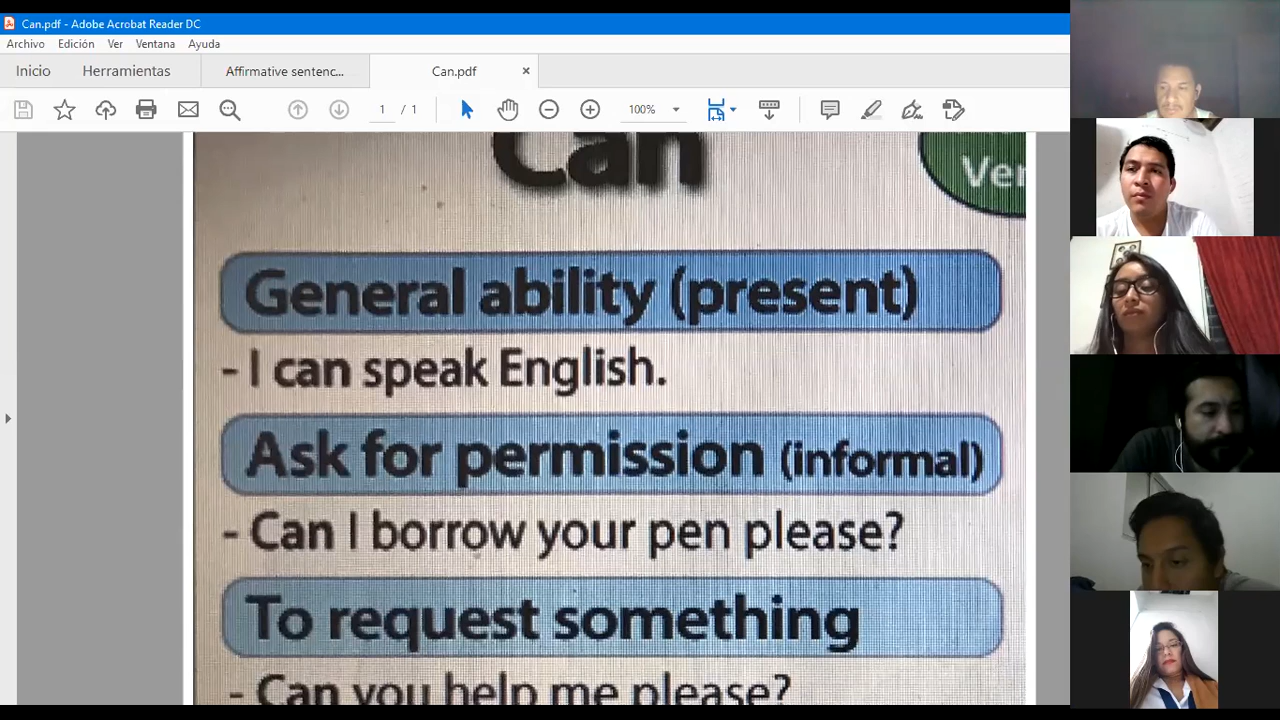 Can.pdf - Adobe Acrobat Reader DC
Archivo Edición Ver Ventana Ayuda
Inicio Herramientas Affirmative sentenc... Can.pdf ×
1 / 1 100%
Can
General ability (present)
- I can speak English.
Ask for permission (informal)
- Can I borrow your pen please?
To request something
- Can you help me please?